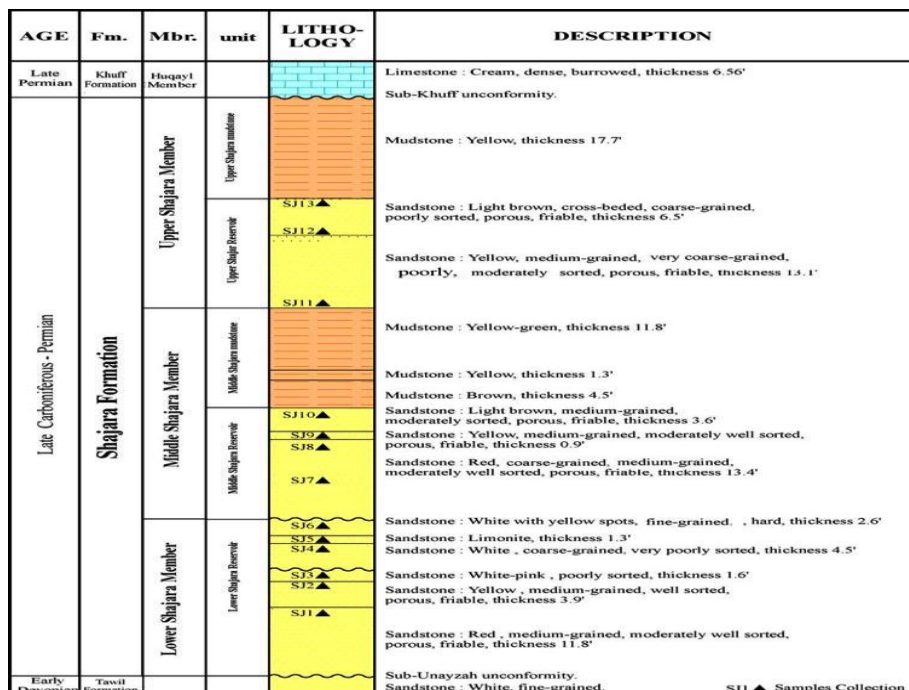 AGE Fm. Mbr. unit LITHO-LOGY DESCRIPTION
Late Permian
Khuff Formation
Huqayl Member
Limestone : Cream, dense, burrowed, thickness 6.56'
Sub-Khuff unconformity.
Late Carboniferous - Permian
Shajara Formation
Upper Shajara Member
Upper Shajara mudstone
Mudstone : Yellow, thickness 17.7'
Upper Shajar Reservoir
SJ13▲
Sandstone : Light brown, cross-beded, coarse-grained,
poorly sorted, porous, friable, thickness 6.5'
SJ12▲
Sandstone : Yellow, medium-grained, very coarse-grained,
poorly, moderately sorted, porous, friable, thickness 13.1'
SJ11▲
Middle Shajara Member
Middle Shajara mudstone
Mudstone : Yellow-green, thickness 11.8'
Mudstone : Yellow, thickness 1.3'
Mudstone : Brown, thickness 4.5'
Middle Shajara Reservoir
SJ10▲
Sandstone : Light brown, medium-grained,
moderately sorted, porous, friable, thickness 3.6'
SJ9▲
Sandstone : Yellow, medium-grained, moderately well sorted,
porous, friable, thickness 0.9'
SJ8▲
Sandstone : Red, coarse-grained, medium-grained,
moderately well sorted, porous, friable, thickness 13.4'
SJ7▲
Lower Shajara Member
Lower Shajara Reservoir
SJ6▲
Sandstone : White with yellow spots, fine-grained, , hard, thickness 2.6'
SJ5▲
Sandstone : Limonite, thickness 1.3'
SJ4▲
Sandstone : White , coarse-grained, very poorly sorted, thickness 4.5'
SJ3▲
Sandstone : White-pink , poorly sorted, thickness 1.6'
SJ2▲
Sandstone : Yellow , medium-grained, well sorted,
porous, friable, thickness 3.9'
SJ1▲
Sandstone : Red , medium-grained, moderately well sorted,
porous, friable, thickness 11.8'
Sub-Unayzah unconformity.
Early Devonian
Tawil Formation
Sandstone : White, fine-grained,
SJ1 ▲ Samples Collection